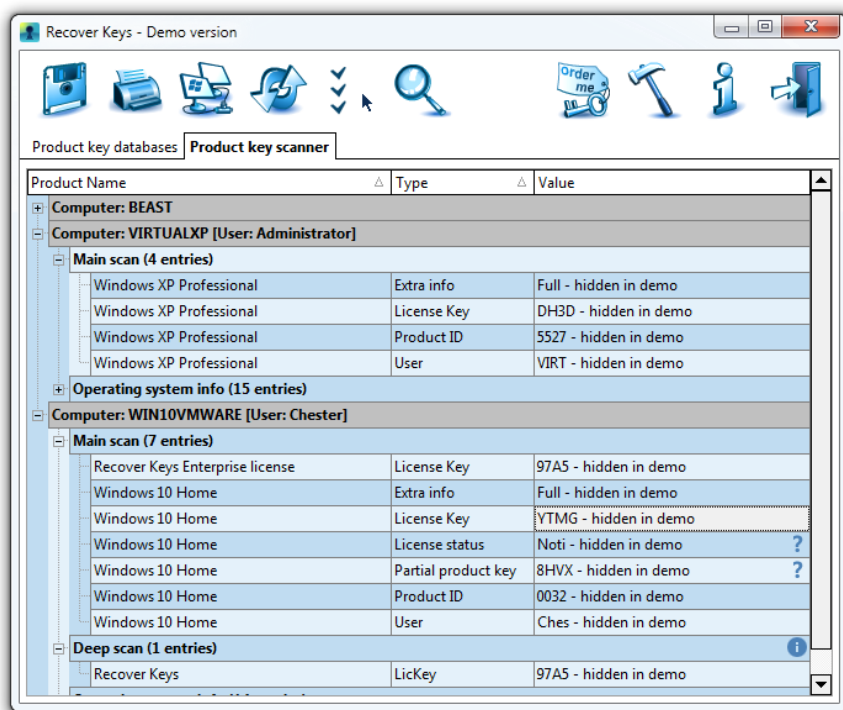 Recover Keys - Demo version
order
me
Product key databases Product key scanner
Product Name Type Value
Computer: BEAST
Computer: VIRTUALXP [User: Administrator]
Main scan (4 entries)
Windows XP Professional Extra info Full - hidden in demo
Windows XP Professional License Key DH3D - hidden in demo
Windows XP Professional Product ID 5527 - hidden in demo
Windows XP Professional User VIRT - hidden in demo
Operating system info (15 entries)
Computer: WIN10VMWARE [User: Chester]
Main scan (7 entries)
Recover Keys Enterprise license License Key 97A5 - hidden in demo
Windows 10 Home Extra info Full - hidden in demo
Windows 10 Home License Key YTMG - hidden in demo
Windows 10 Home License status Noti - hidden in demo ?
Windows 10 Home Partial product key 8HVX - hidden in demo ?
Windows 10 Home Product ID 0032 - hidden in demo
Windows 10 Home User Ches - hidden in demo
Deep scan (1 entries)
Recover Keys LicKey 97A5 - hidden in demo